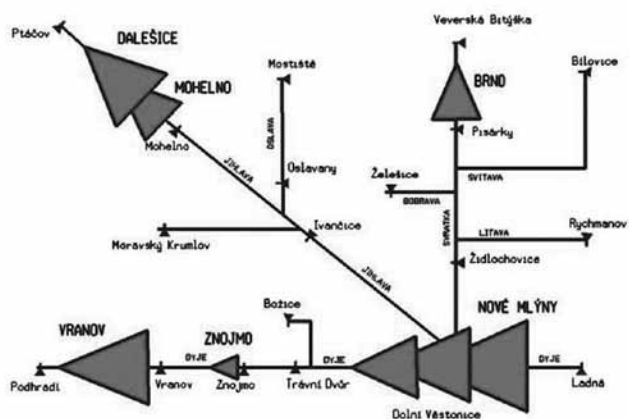 Veverská Bítýška
Ptáčov
DALEŠICE
Mostiště
Bílovice
BRNO
MOHELNO
Pisárky
Mohelno
OSLAVA
Oslavany
JIHLAVA
Želešice
SVITAVA
BOBRAVA
Ivančice
SVRATKA
Rychmanov
LITAVA
Moravský Krumlov
Židlochovice
JIHLAVA
Božice
NOVÉ MLÝNY
VRANOV
ZNOJMO
DYJE
DYJE
DYJE
Podhradí
Vranov
Znojmo
Trávní Dvůr
Ladná
Dolní Věstonice